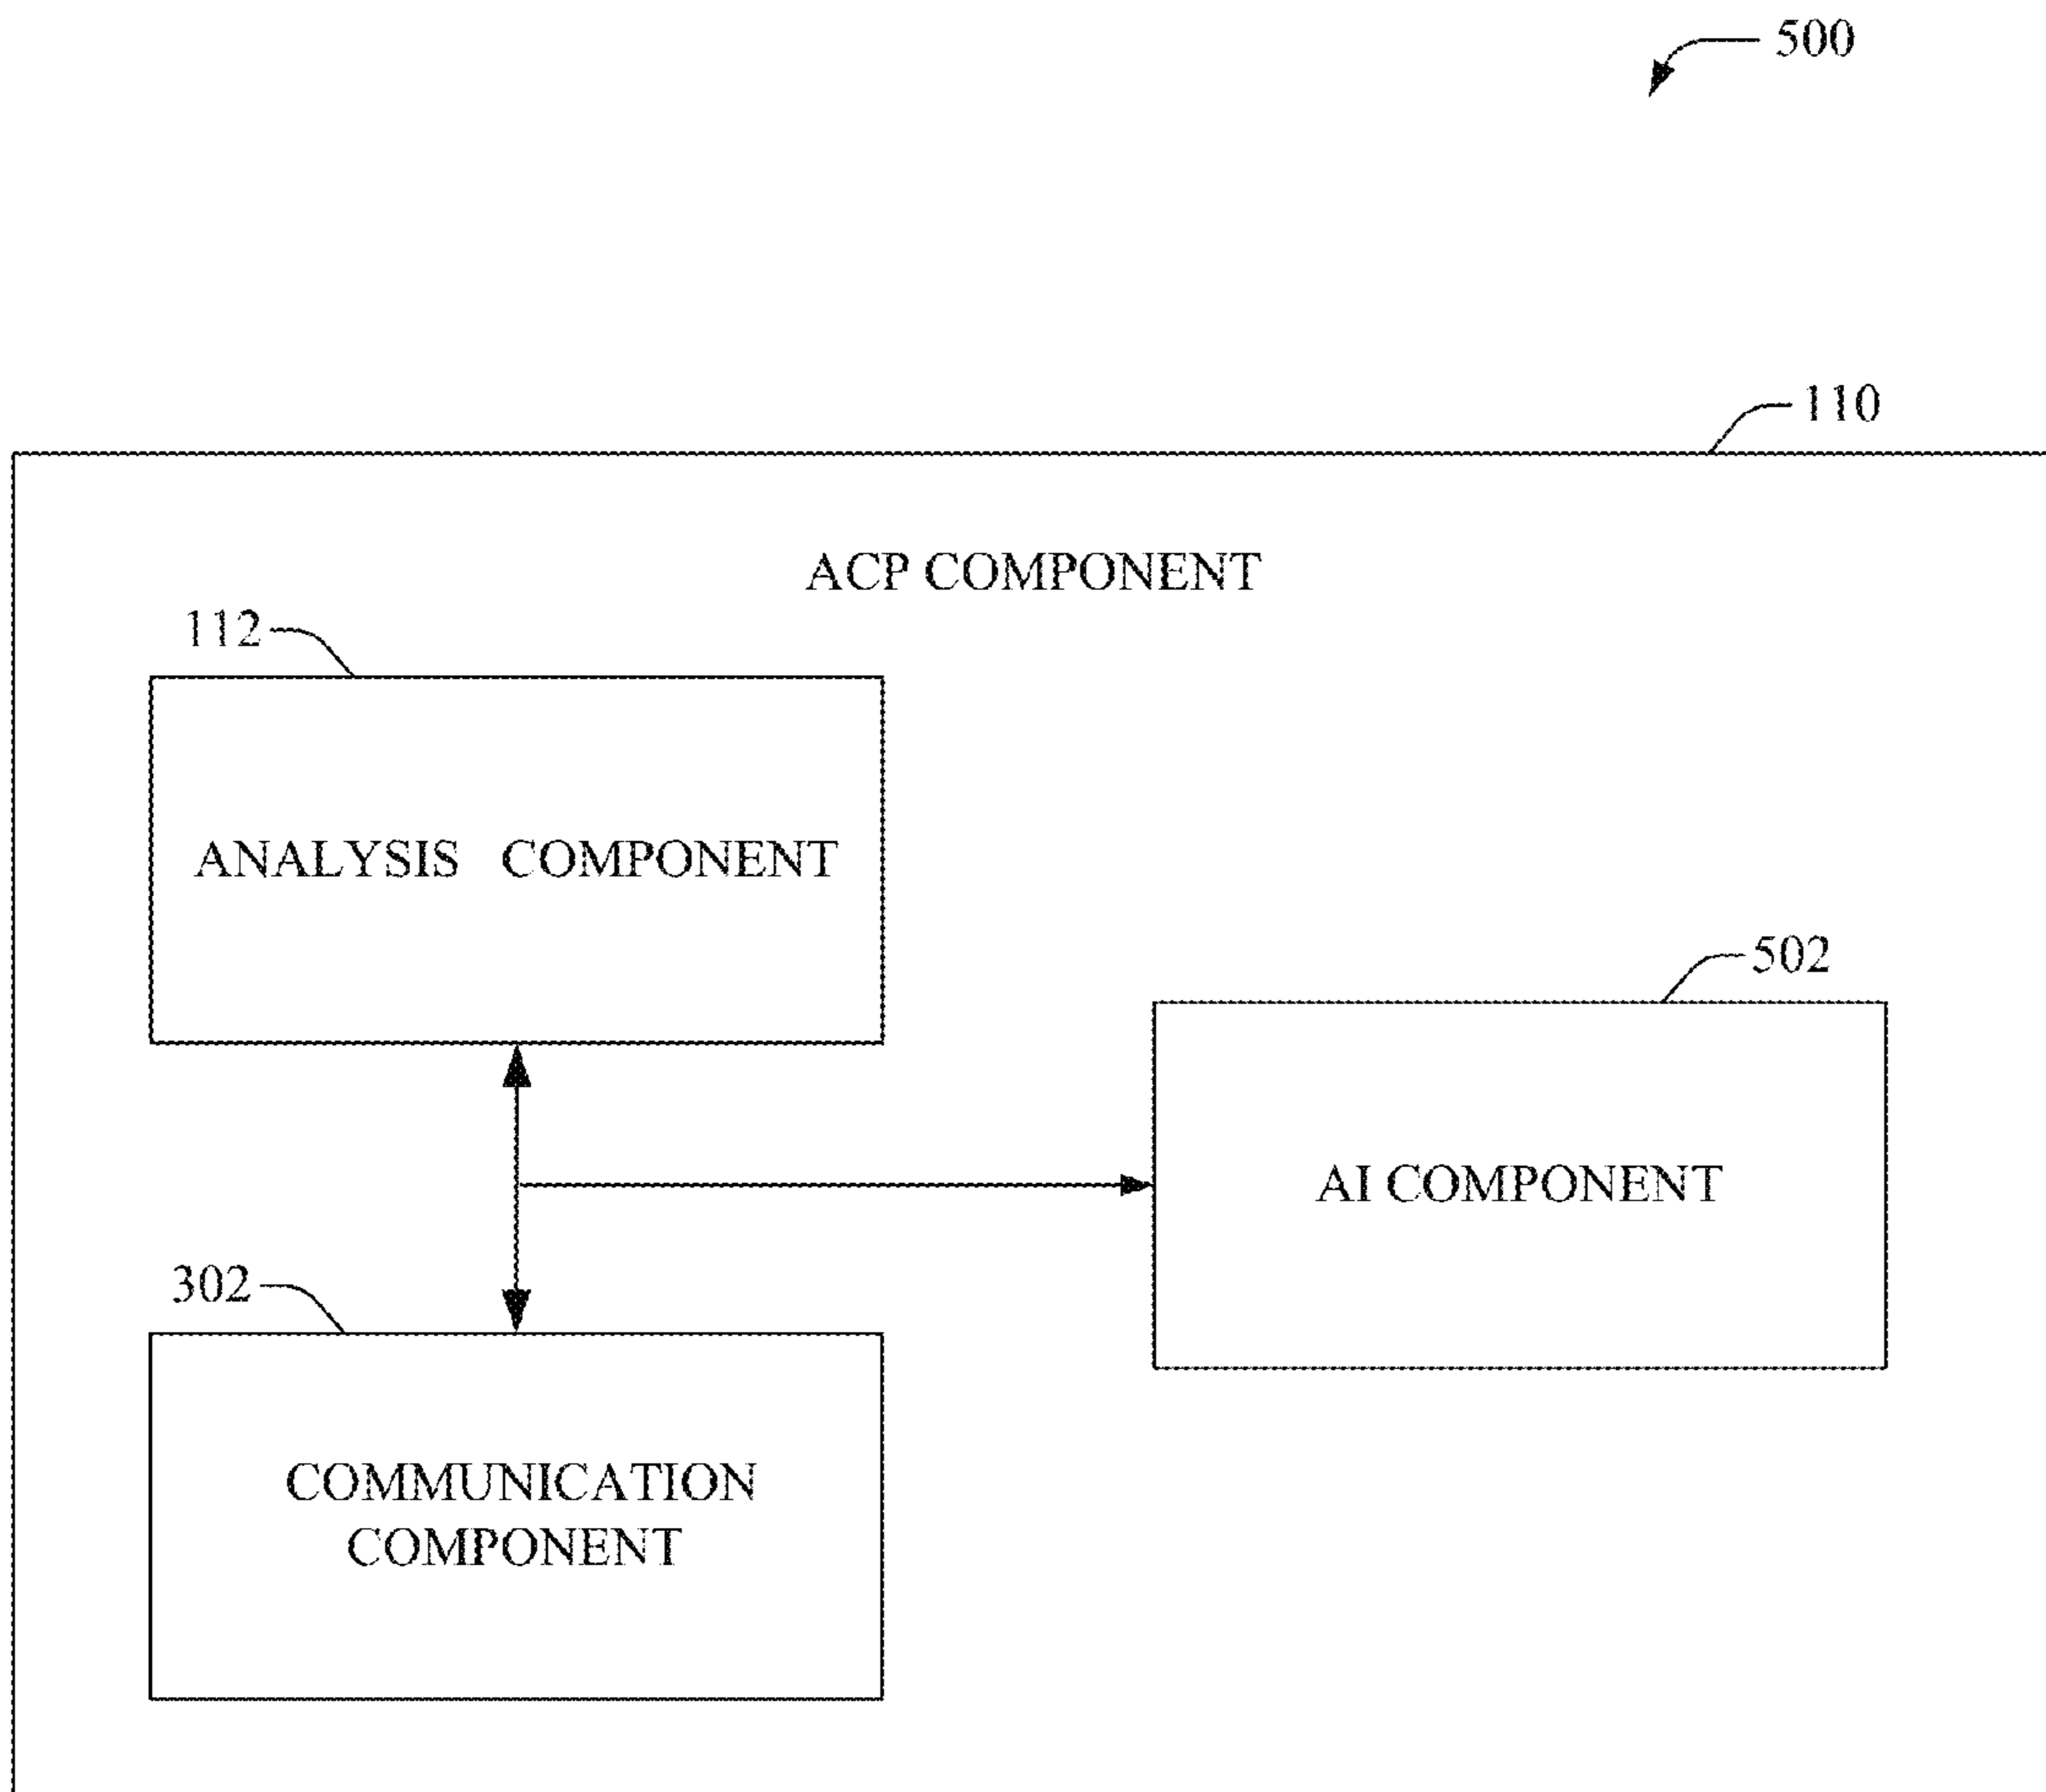 500
110
ACP COMPONENT
112
ANALYSIS COMPONENT
502
AI COMPONENT
302
COMMUNICATION
COMPONENT